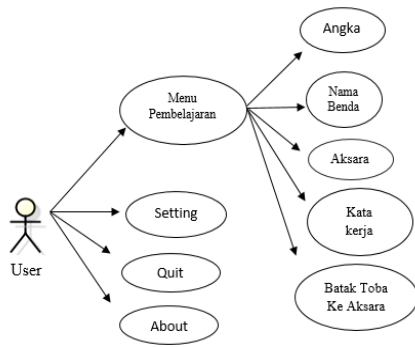 Angka
Menu
Pembelajaran
Nama
Benda
Aksara
Kata
kerja
Setting
User
Quit
Batak Toba
Ke Aksara
About